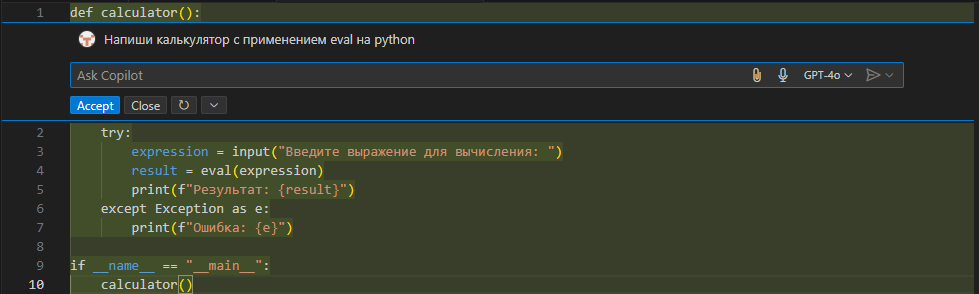 1 def calculator():
Напиши калькулятор с применением eval на python
Ask Copilot GPT-4o
Accept Close
2 try:
3 expression = input("Введите выражение для вычисления: ")
4 result = eval(expression)
5 print(f"Результат: {result}")
6 except Exception as e:
7 print(f"Ошибка: {e}")
8
9 if __name__ == "__main__":
10 calculator()